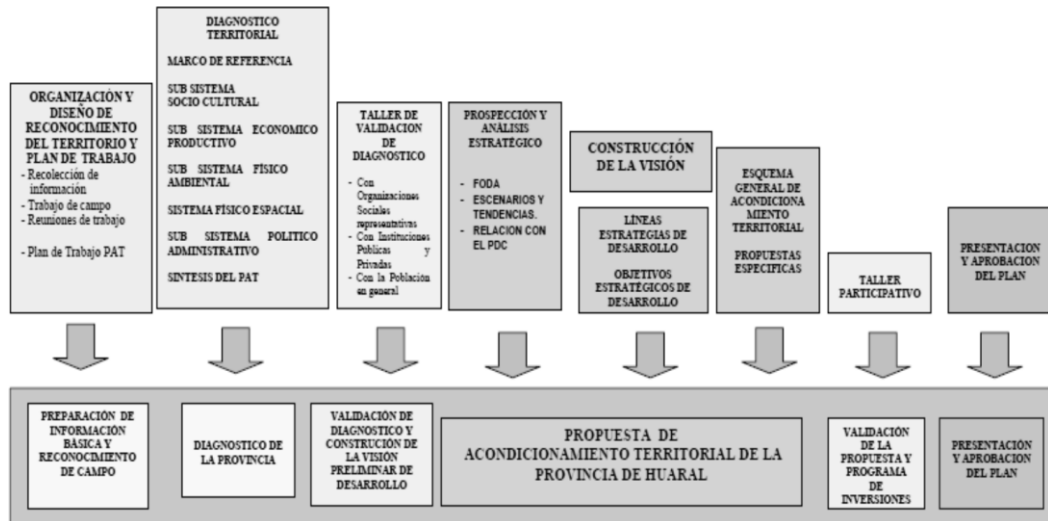 ORGANIZACIÓN Y
DISEÑO DE
RECONOCIMIENTO
DEL TERRITORIO Y
PLAN DE TRABAJO
- Recolección de
información
- Trabajo de campo
- Reuniones de trabajo
- Plan de Trabajo PAT
DIAGNOSTICO
TERRITORIAL
MARCO DE REFERENCIA
SUB SISTEMA
SOCIO CULTURAL
SUB SISTEMA ECONOMICO
PRODUCTIVO
SUB SISTEMA FÍSICO
AMBIENTAL
SISTEMA FÍSICO ESPACIAL
SUB SISTEMA POLITICO
ADMINISTRATIVO
SINTESIS DEL PAT
TALLER DE
VALIDACION
DE
DIAGNOSTICO
- Con
Organizaciones
Sociales
representativas
- Con Instituciones
Públicas y
Privadas
- Con la Población
en general
PROSPECCIÓN Y
ANÁLISIS
ESTRATÉGICO
- FODA
- ESCENARIOS Y
TENDENCIAS.
- RELACION CON
EL PDC
CONSTRUCCIÓN
DE LA VISIÓN
LÍNEAS
ESTRATEGIAS DE
DESARROLLO
OBJETIVOS
ESTRATÉGICOS DE
DESARROLLO
ESQUEMA
GENERAL DE
ACONDICIONA
MIENTO
TERRITORIAL
PROPUESTAS
ESPECIFICAS
TALLER
PARTICIPATIVO
PRESENTACION
Y APROBACION
DEL PLAN
PREPARACIÓN DE
INFORMACIÓN
BÁSICA Y
RECONOCIMIENTO
DE CAMPO
DIAGNOSTICO DE
LA PROVINCIA
VALIDACIÓN DE
DIAGNOSTICO Y
CONSTRUCIÓN DE
LA VISIÓN
PRELIMINAR DE
DESARROLLO
PROPUESTA DE
ACONDICIONAMIENTO TERRITORIAL DE LA
PROVINCIA DE HUARAL
VALIDACIÓN
DE LA
PROPUESTA Y
PROGRAMA
DE
INVERSIONES
PRESENTACIÓN
Y APROBACION
DEL PLAN